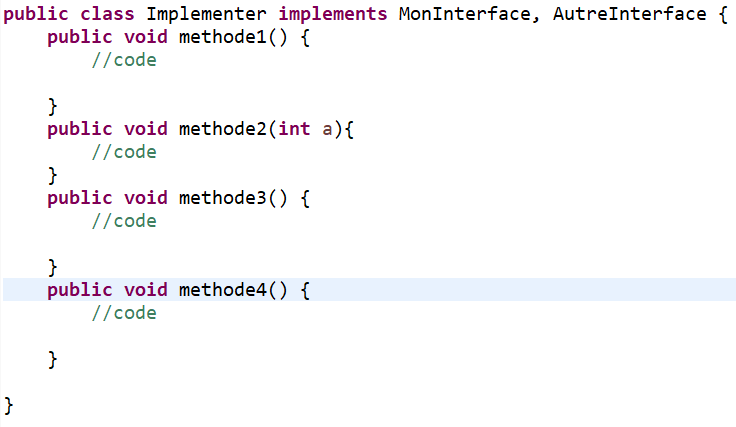 public class Implementer implements MonInterface, AutreInterface {
    public void methode1() {
        //code
    }
    public void methode2(int a){
        //code
    }
    public void methode3() {
        //code
    }
    public void methode4() {
        //code
    }
}